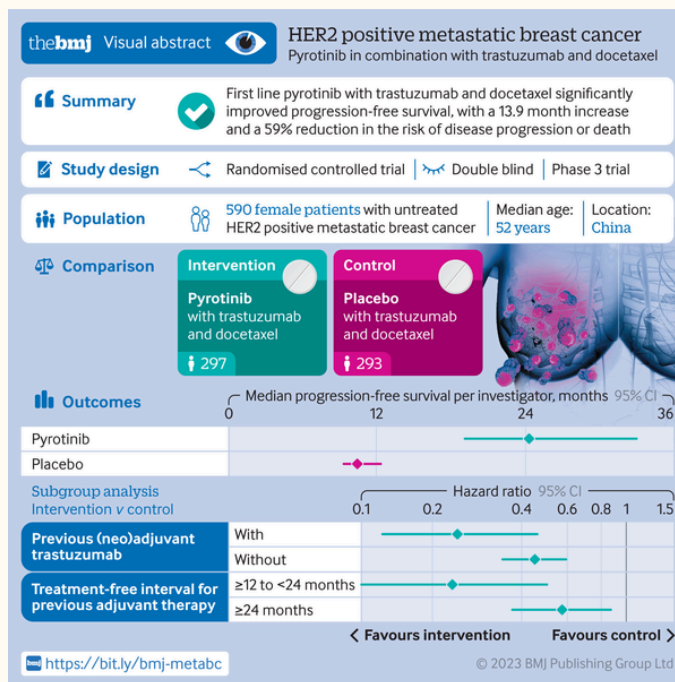 thebmj Visual abstract
HER2 positive metastatic breast cancer
Pyrotinib in combination with trastuzumab and docetaxel
Summary
First line pyrotinib with trastuzumab and docetaxel significantly
improved progression-free survival, with a 13.9 month increase
and a 59% reduction in the risk of disease progression or death
Study design
Randomised controlled trial
Double blind
Phase 3 trial
Population
590 female patients with untreated
HER2 positive metastatic breast cancer
Median age:
52 years
Location:
China
Comparison
Intervention
Pyrotinib
with trastuzumab
and docetaxel
297
Control
Placebo
with trastuzumab
and docetaxel
293
Outcomes
Median progression-free survival per investigator, months 95% CI
0 12 24 36
Pyrotinib
Placebo
Subgroup analysis
Intervention v control
Hazard ratio 95% CI
0.1 0.2 0.4 0.6 0.8 1 1.5
Previous (neo)adjuvant
trastuzumab
With
Without
Treatment-free interval for
previous adjuvant therapy
≥12 to <24 months
≥24 months
< Favours intervention
Favours control >
bmj https://bit.ly/bmj-metabc
© 2023 BMJ Publishing Group Ltd